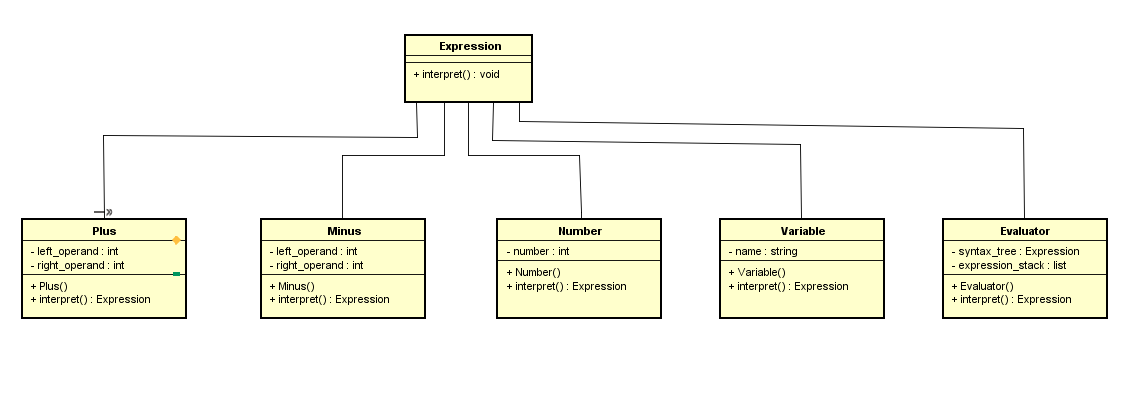 Expression
+ interpret() : void
Plus
- left_operand : int
- right_operand : int
+ Plus()
+ interpret() : Expression
Minus
- left_operand : int
- right_operand : int
+ Minus()
+ interpret() : Expression
Number
- number : int
+ Number()
+ interpret() : Expression
Variable
- name : string
+ Variable()
+ interpret() : Expression
Evaluator
- syntax_tree : Expression
- expression_stack : list
+ Evaluator()
+ interpret() : Expression